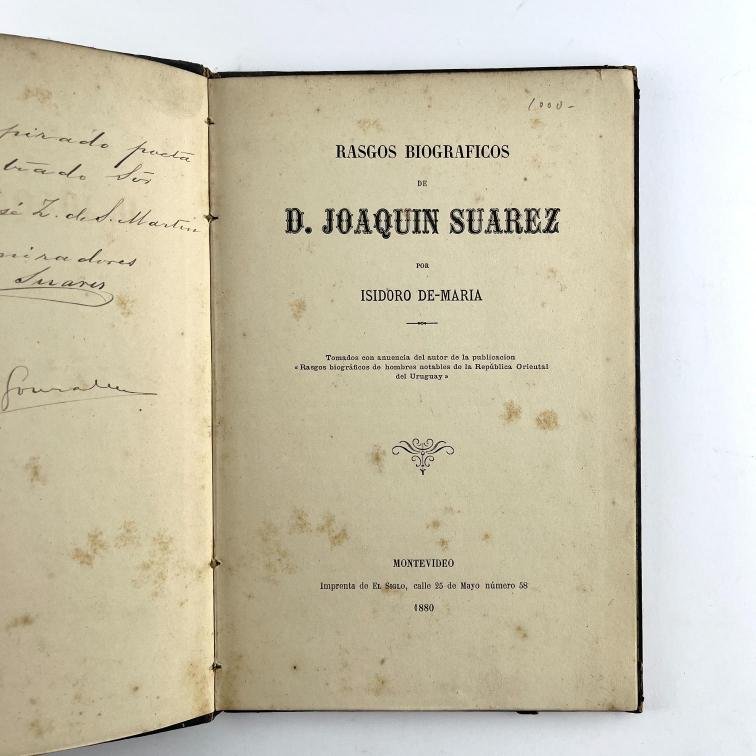 pirado poeta
trado Sor
sé Z. de S. Martin
miradores
Suares
1000-
RASGOS BIOGRAFICOS
DE
D. JOAQUIN SUAREZ
POR
ISIDORO DE-MARIA
Tomados con anuencia del autor de la publicacion
«Rasgos biográficos de hombres notables de la República Oriental
del Uruguay»
MONTEVIDEO
Imprenta de EL SIGLO, calle 25 de Mayo número 58
1880